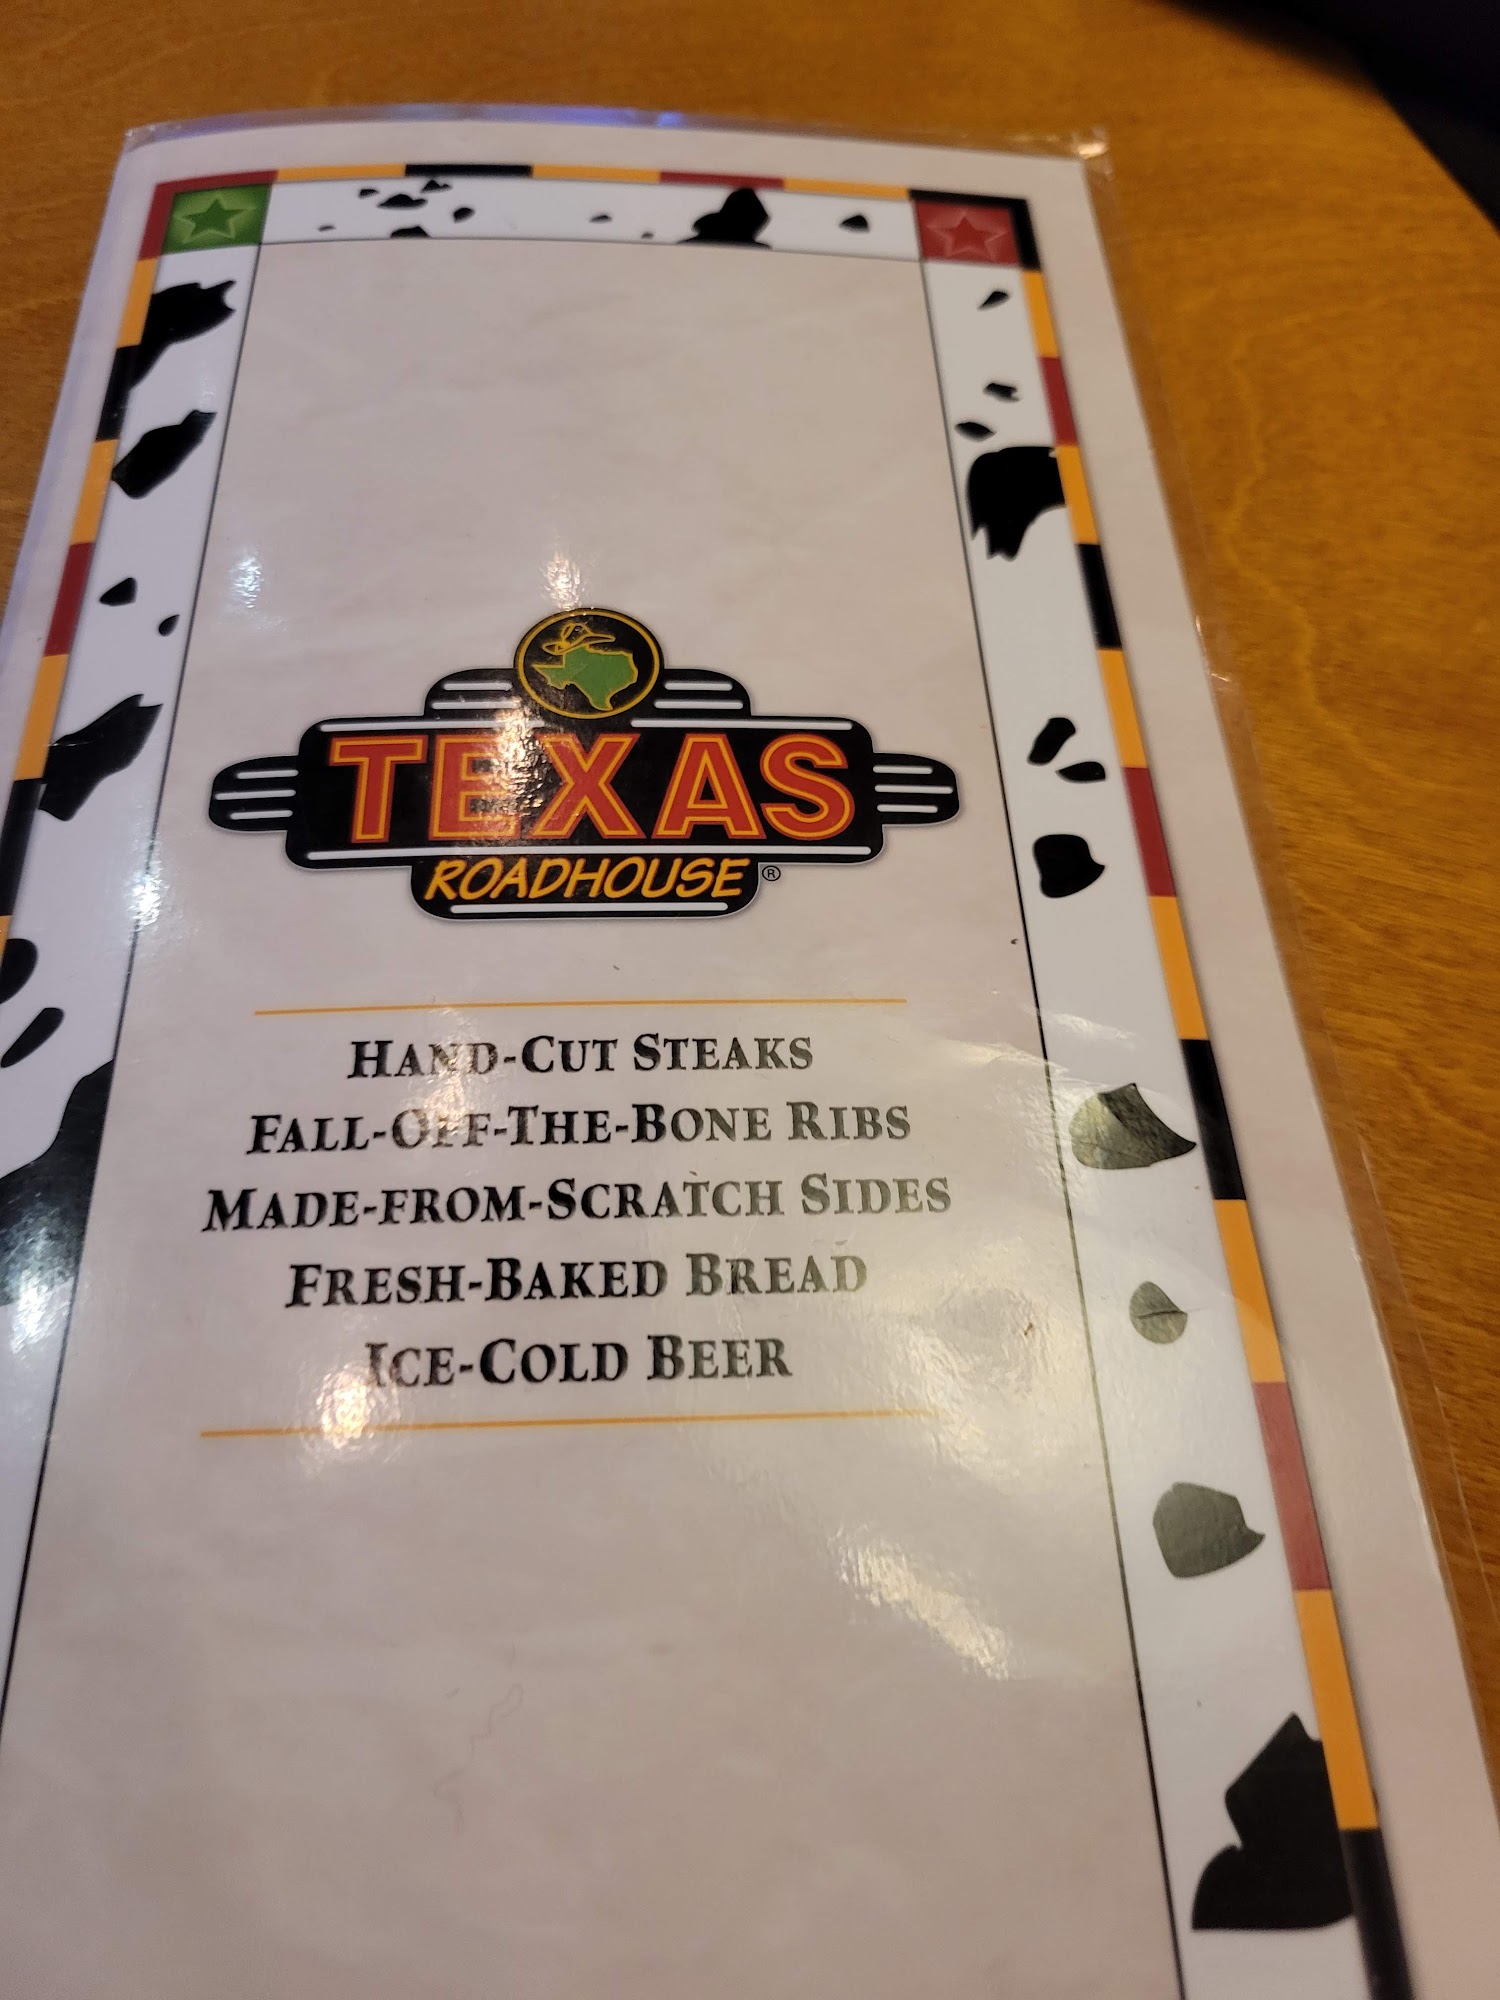 TEXAS
ROADHOUSE®
HAND-CUT STEAKS
FALL-OFF-THE-BONE RIBS
MADE-FROM-SCRATCH SIDES
FRESH-BAKED BREAD
ICE-COLD BEER